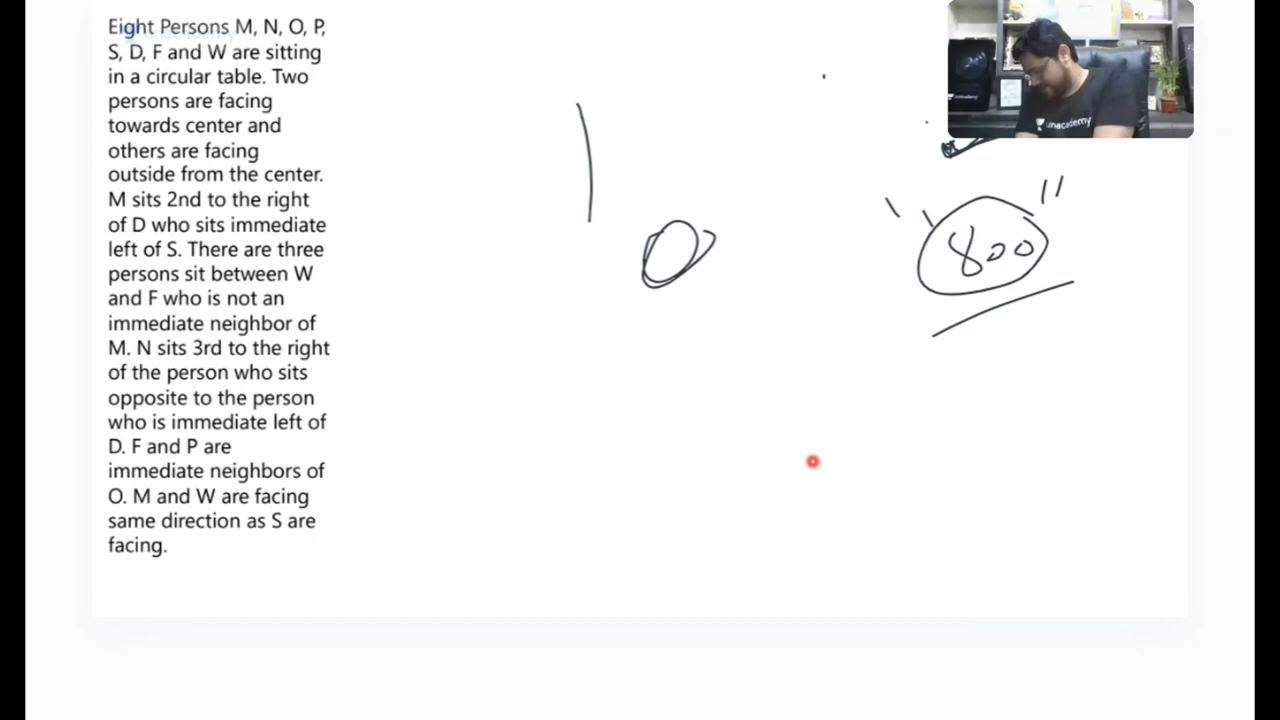 Eight Persons M, N, O, P,
S, D, F and W are sitting
in a circular table. Two
persons are facing
towards center and
others are facing
outside from the center.
M sits 2nd to the right
of D who sits immediate
left of S. There are three
persons sit between W
and F who is not an
immediate neighbor of
M. N sits 3rd to the right
of the person who sits
opposite to the person
who is immediate left of
D. F and P are
immediate neighbors of
O. M and W are facing
same direction as S are
facing.
800
unacademy
unacademy